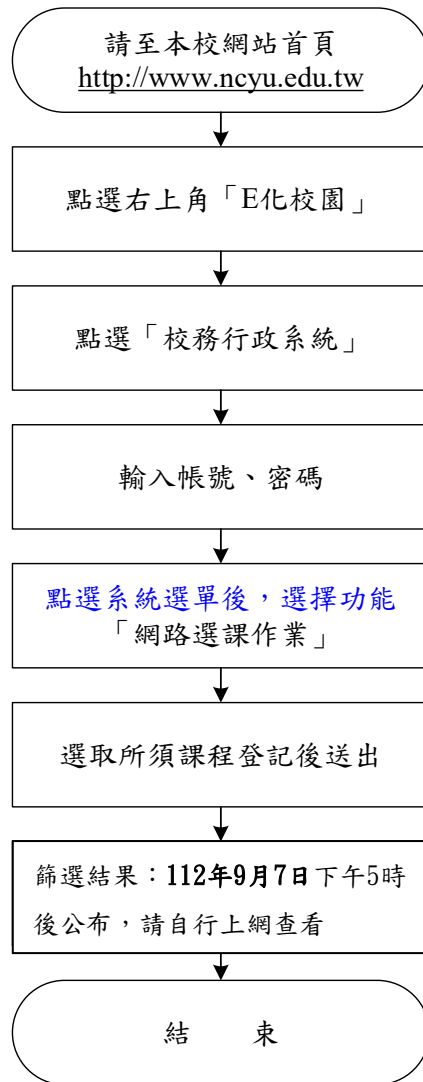 請至本校網站首頁
http://www.ncyu.edu.tw
點選右上角「E化校園」
點選「校務行政系統」
輸入帳號、密碼
點選系統選單後，選擇功能
「網路選課作業」
選取所須課程登記後送出
篩選結果：112年9月7日下午5時
後公布，請自行上網查看
結　　束